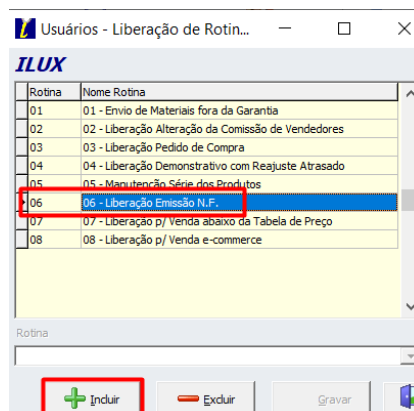 Usuários - Liberação de Rotin...
ILUX
Rotina Nome Rotina
01 01 - Envio de Materiais fora da Garantia
02 02 - Liberação Alteração da Comissão de Vendedores
03 03 - Liberação Pedido de Compra
04 04 - Liberação Demonstrativo com Reajuste Atrasado
05 05 - Manutenção Série dos Produtos
06 06 - Liberação Emissão N.F.
07 07 - Liberação p/ Venda abaixo da Tabela de Preço
08 08 - Liberação p/ Venda e-commerce
Rotina
Incluir Excluir Gravar